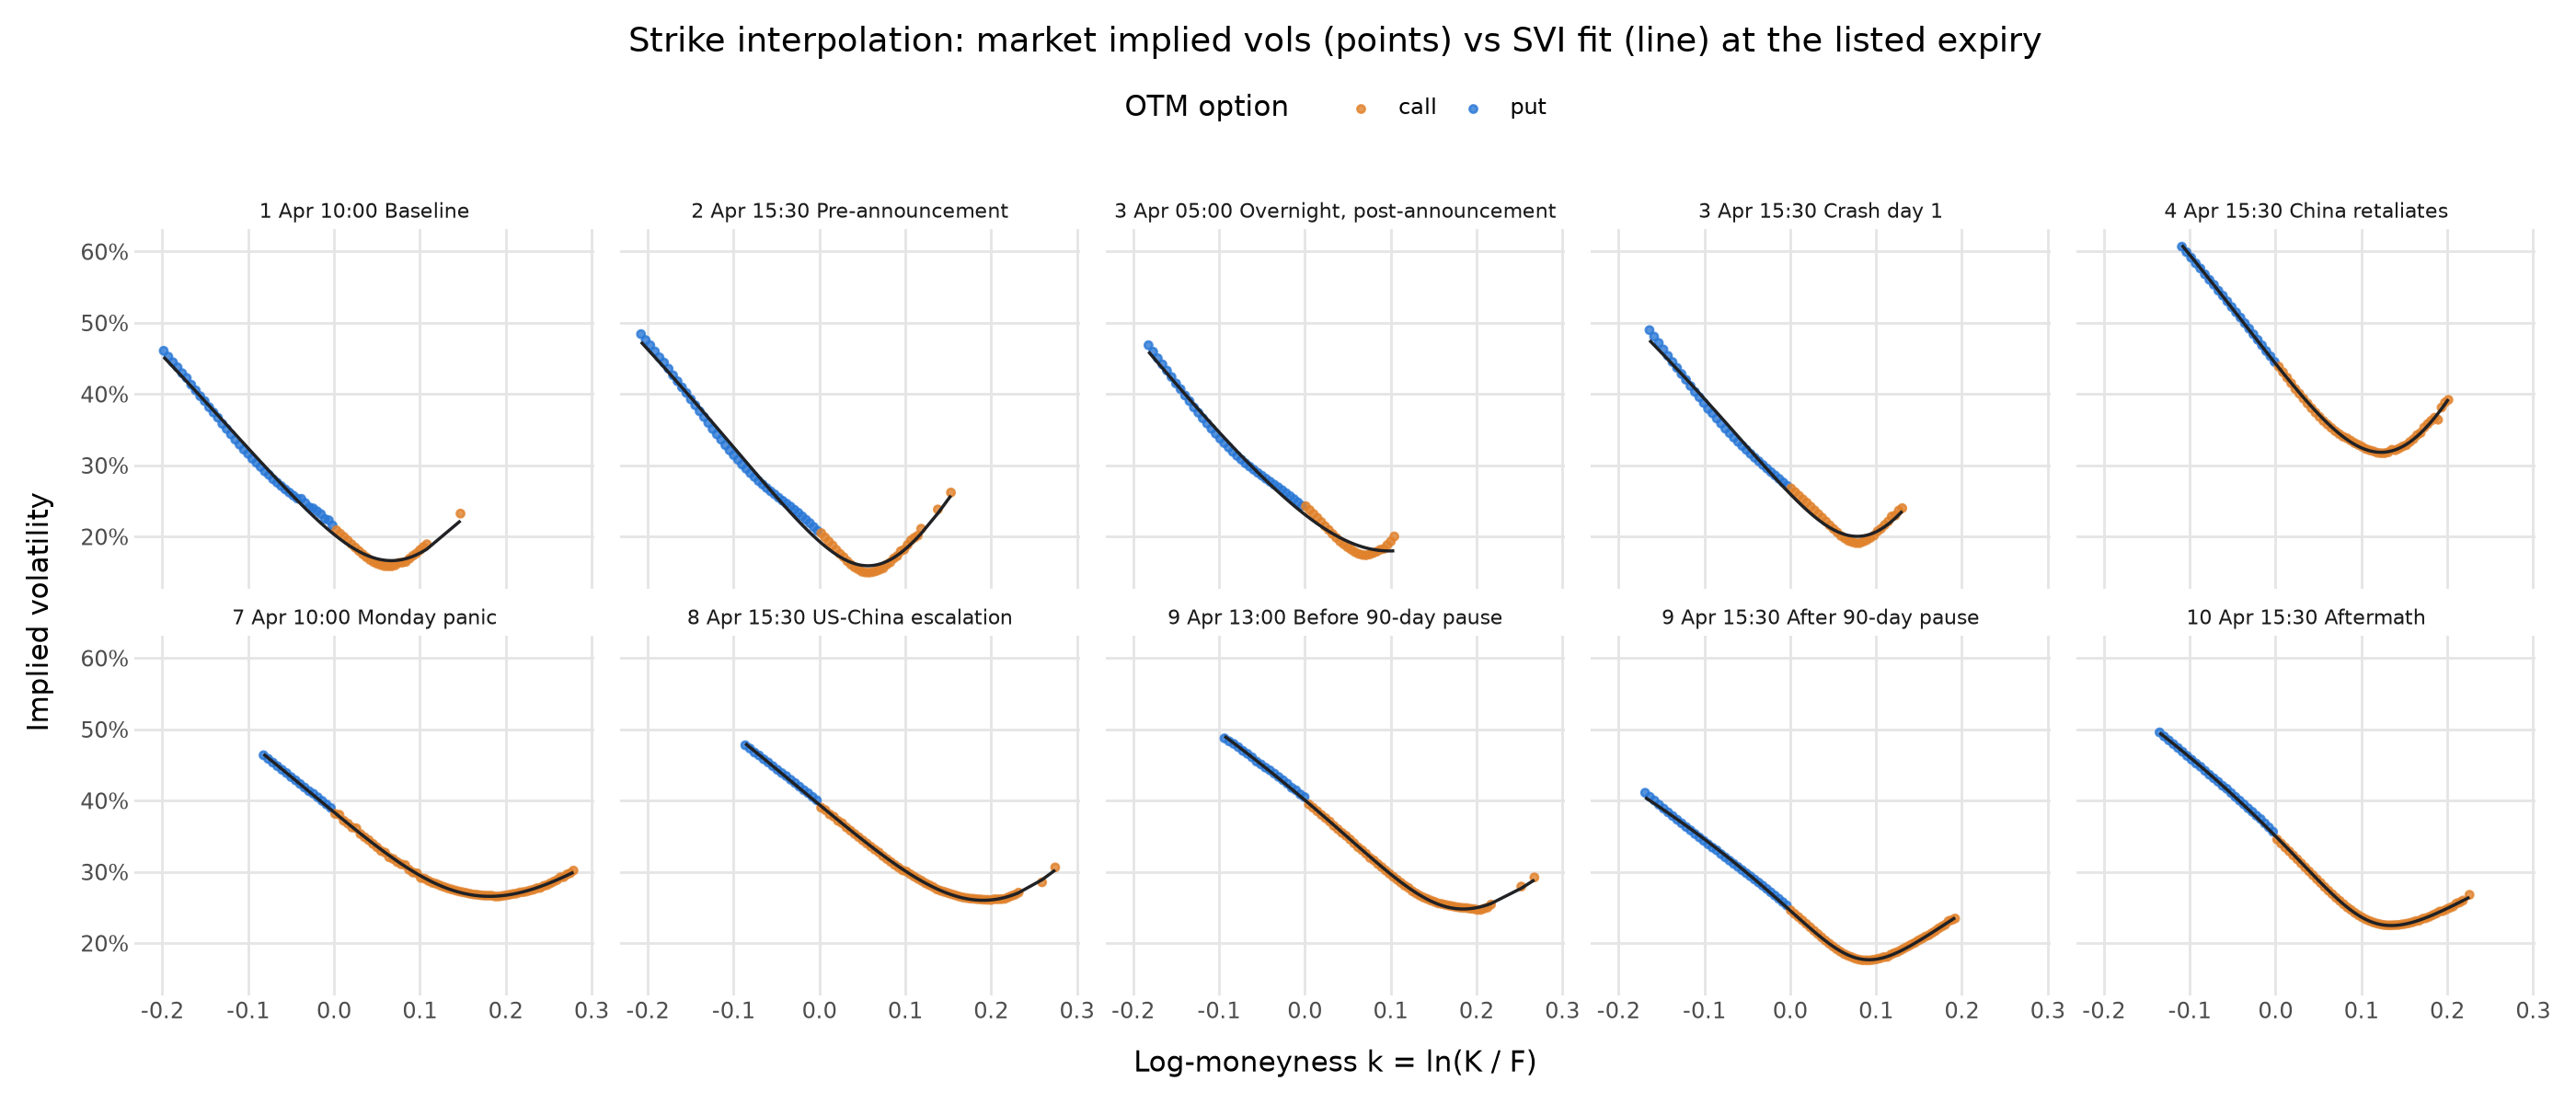 Strike interpolation: market implied vols (points) vs SVI fit (line) at the listed expiry
OTM option call put
1 Apr 10:00 Baseline
2 Apr 15:30 Pre-announcement
3 Apr 05:00 Overnight, post-announcement
3 Apr 15:30 Crash day 1
4 Apr 15:30 China retaliates
60%
50%
40%
30%
20%
7 Apr 10:00 Monday panic
8 Apr 15:30 US-China escalation
9 Apr 13:00 Before 90-day pause
9 Apr 15:30 After 90-day pause
10 Apr 15:30 Aftermath
60%
50%
40%
30%
20%
Implied volatility
-0.2 -0.1 0.0 0.1 0.2 0.3
-0.2 -0.1 0.0 0.1 0.2 0.3
-0.2 -0.1 0.0 0.1 0.2 0.3
-0.2 -0.1 0.0 0.1 0.2 0.3
-0.2 -0.1 0.0 0.1 0.2 0.3
Log-moneyness k = ln(K / F)